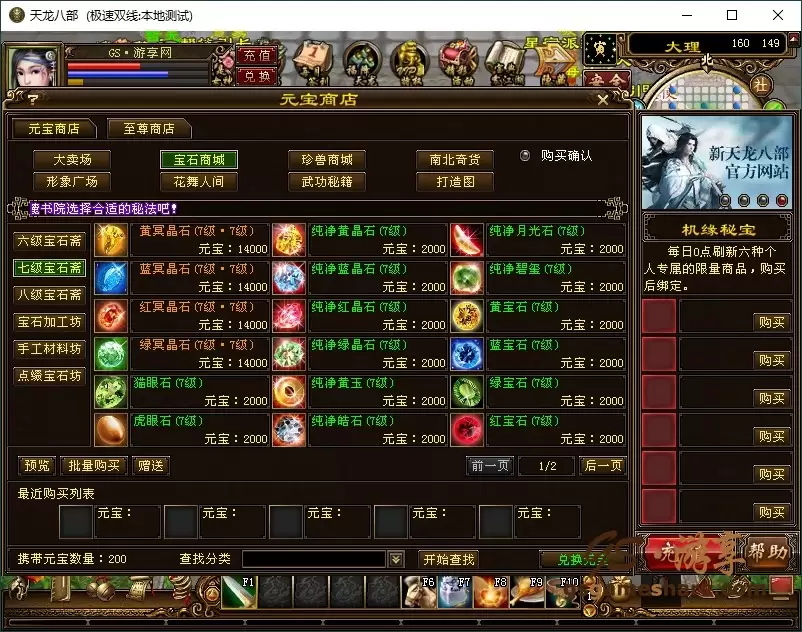 天龙八部 (极速双线:本地测试)
GS·游享网
充值
兑换
大理 160 149
北
社
元宝商店
元宝商店 至尊商店
大卖场 宝石商城 珍兽商城 南北奇货 购买确认
形象广场 花舞人间 武功秘籍 打造图
书院选择合适的秘法吧!
六级宝石斋
七级宝石斋
八级宝石斋
宝石加工坊
手工材料坊
点缀宝石坊
黄冥晶石(7级·7级) 纯净黄晶石(7级) 纯净月光石(7级)
元宝:14000 元宝:2000 元宝:2000
蓝冥晶石(7级·7级) 纯净蓝晶石(7级) 纯净碧玺(7级)
元宝:14000 元宝:2000 元宝:2000
红冥晶石(7级·7级) 纯净红晶石(7级) 黄宝石(7级)
元宝:14000 元宝:2000 元宝:2000
绿冥晶石(7级·7级) 纯净绿晶石(7级) 蓝宝石(7级)
元宝:14000 元宝:2000 元宝:2000
猫眼石(7级) 纯净黄玉(7级) 绿宝石(7级)
元宝:2000 元宝:2000 元宝:2000
虎眼石(7级) 纯净皓石(7级) 红宝石(7级)
元宝:2000 元宝:2000 元宝:2000
预览 批量购买 赠送 前一页 1/2 后一页
最近购买列表
元宝: 元宝: 元宝: 元宝: 元宝:
携带元宝数量:200 查找分类 开始查找
新天龙八部
官方网站
机缘秘宝
每日0点刷新六种个
人专属的限量商品,购买
后绑定。
购买
购买
购买
购买
购买
购买
帮助
F1 F6 F7 F8 F9 F10